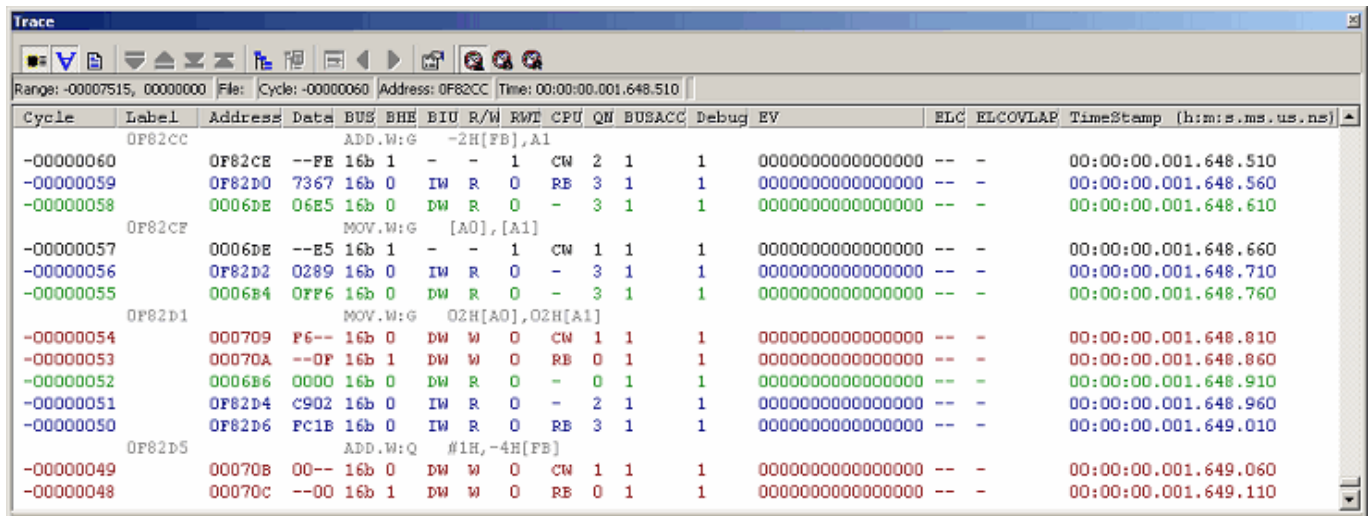 Trace
Range: -00007515, 00000000 File: Cycle: -00000060 Address: 0F82CC Time: 00:00:00.001.648.510
Cycle Label Address Data BUS BHE BIU R/W RWT CPU QN BUSACC Debug EV ELC ELCOVLAP TimeStamp (h:m:s.ms.us.ns)
0F82CC ADD.W:G -2H[FB],A1
-00000060 0F82CE --FE 16b 1 - - 1 CW 2 1 1 0000000000000000 -- - 00:00:00.001.648.510
-00000059 0F82D0 7367 16b 0 IW R 0 RB 3 1 1 0000000000000000 -- - 00:00:00.001.648.560
-00000058 0006DE 06E5 16b 0 DW R 0 - 3 1 1 0000000000000000 -- - 00:00:00.001.648.610
0F82CF MOV.W:G [A0],[A1]
-00000057 0006DE --E5 16b 1 - - 1 CW 1 1 1 0000000000000000 -- - 00:00:00.001.648.660
-00000056 0F82D2 0289 16b 0 IW R 0 - 3 1 1 0000000000000000 -- - 00:00:00.001.648.710
-00000055 0006B4 0FF6 16b 0 DW R 0 - 3 1 1 0000000000000000 -- - 00:00:00.001.648.760
0F82D1 MOV.W:G 02H[A0],02H[A1]
-00000054 000709 F6-- 16b 0 DW W 0 CW 1 1 1 0000000000000000 -- - 00:00:00.001.648.810
-00000053 00070A --0F 16b 1 DW W 0 RB 0 1 1 0000000000000000 -- - 00:00:00.001.648.860
-00000052 0006B6 0000 16b 0 DW R 0 - 0 1 1 0000000000000000 -- - 00:00:00.001.648.910
-00000051 0F82D4 C902 16b 0 IW R 0 - 2 1 1 0000000000000000 -- - 00:00:00.001.648.960
-00000050 0F82D6 FC1B 16b 0 IW R 0 RB 3 1 1 0000000000000000 -- - 00:00:00.001.649.010
0F82D5 ADD.W:Q #1H,-4H[FB]
-00000049 00070B 00-- 16b 0 DW W 0 CW 1 1 1 0000000000000000 -- - 00:00:00.001.649.060
-00000048 00070C --00 16b 1 DW W 0 RB 0 1 1 0000000000000000 -- - 00:00:00.001.649.110